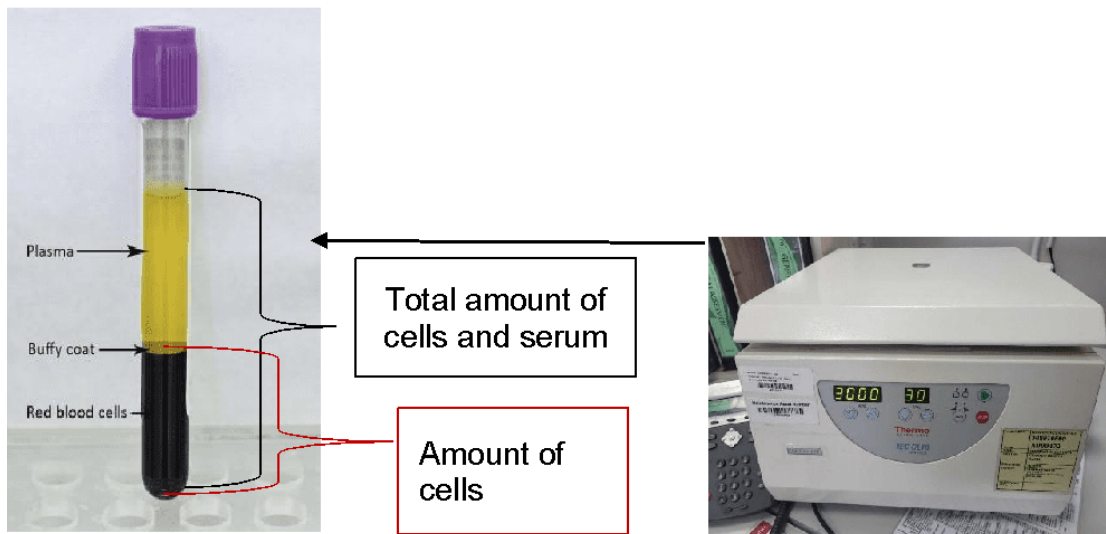 Plasma
Buffy coat
Red blood cells
Total amount of
cells and serum
Amount of
cells
3000 30
Thermo